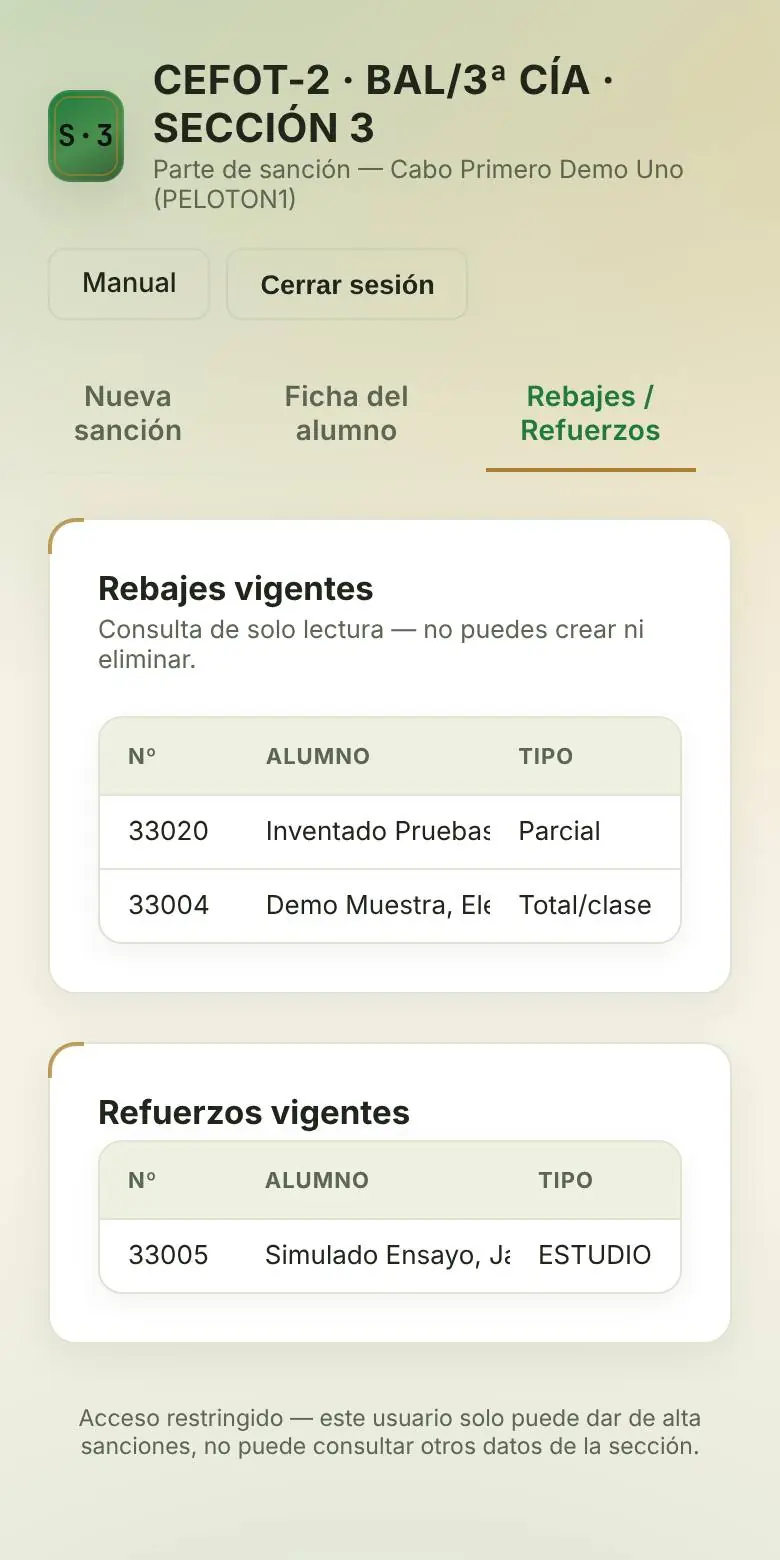 S·3
CEFOT-2 · BAL/3ª CÍA ·
SECCIÓN 3
Parte de sanción — Cabo Primero Demo Uno
(PELOTON1)
Manual
Cerrar sesión
Nueva
sanción
Ficha del
alumno
Rebajes /
Refuerzos
Rebajes vigentes
Consulta de solo lectura — no puedes crear ni
eliminar.
Nº ALUMNO TIPO
33020 Inventado Pruebas Parcial
33004 Demo Muestra, Ele Total/clase
Refuerzos vigentes
Nº ALUMNO TIPO
33005 Simulado Ensayo, Ja ESTUDIO
Acceso restringido — este usuario solo puede dar de alta
sanciones, no puede consultar otros datos de la sección.